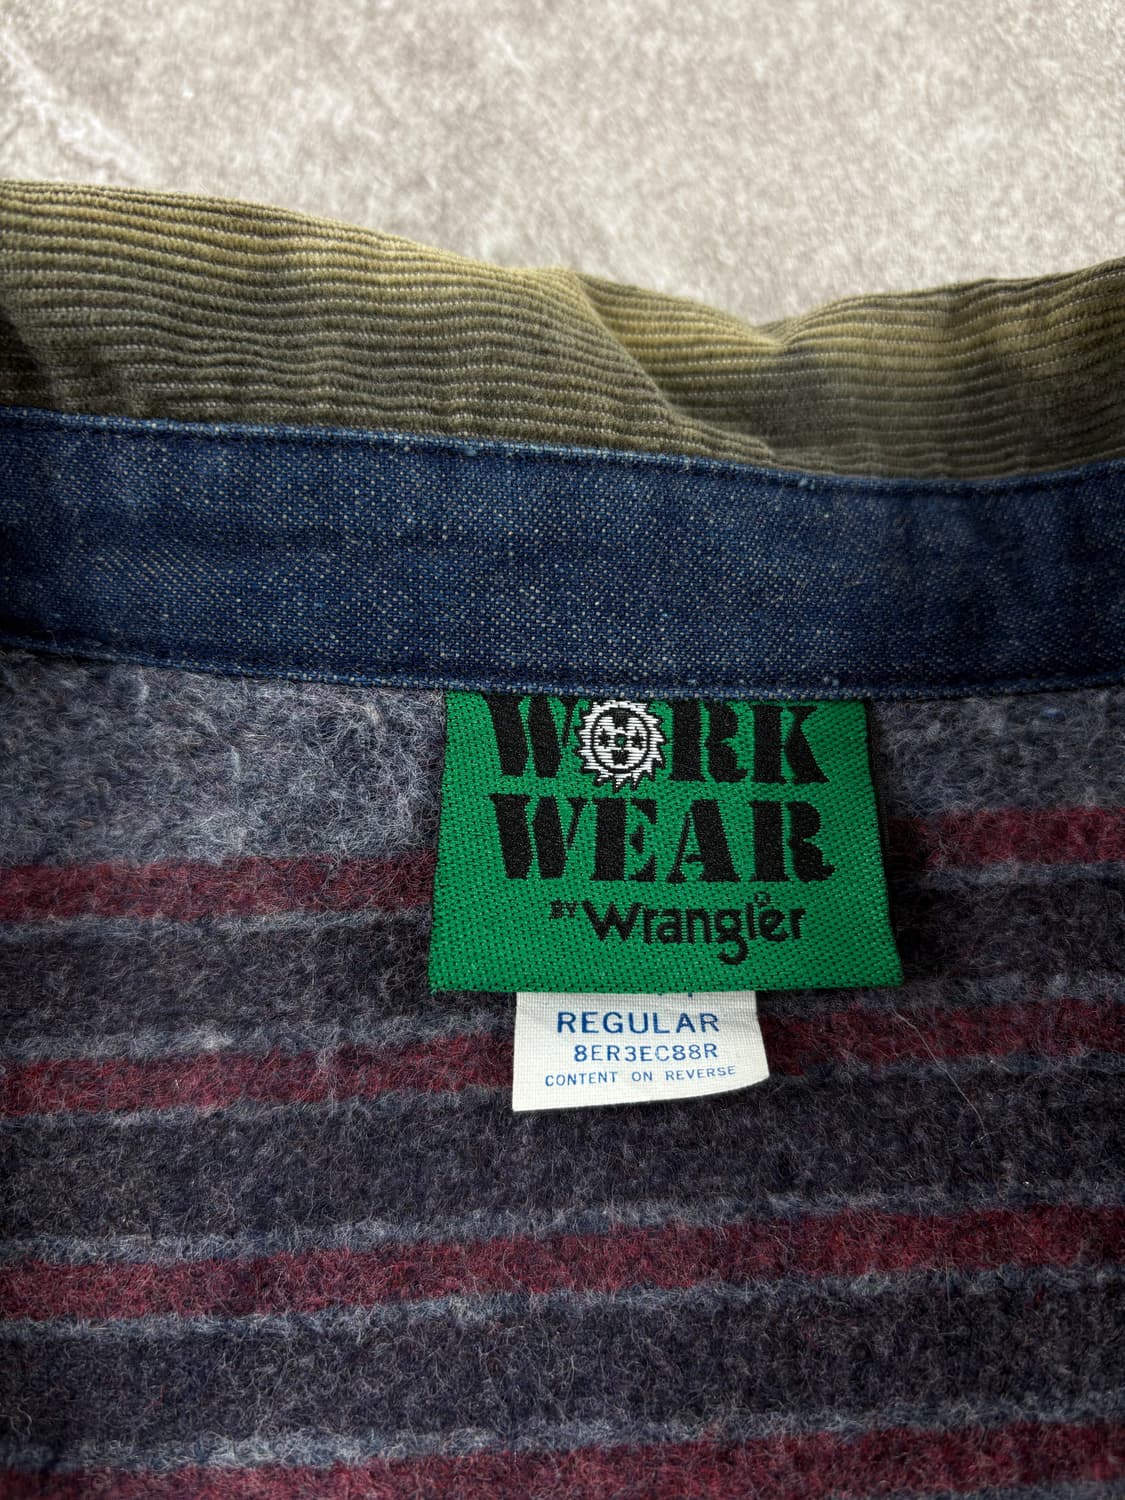 WORK
WEAR
BY Wrangler
REGULAR
8ER3EC88R
CONTENT ON REVERSE